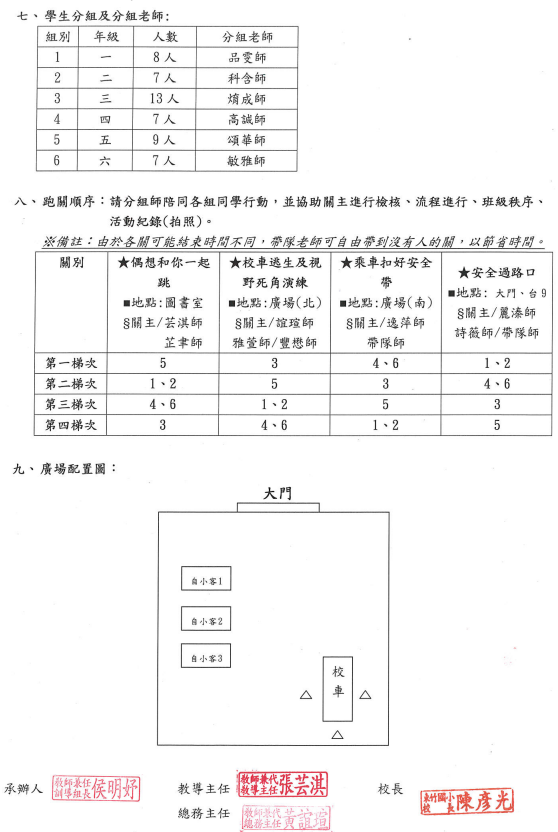 七、學生分組及分組老師:
組別 年級 人數 分組老師
1 一 8人 品雯師
2 二 7人 科含師
3 三 13人 焴成師
4 四 7人 高誠師
5 五 9人 頌華師
6 六 7人 敏雅師
八、跑關順序：請分組師陪同各組同學行動，並協助關主進行檢核、流程進行、班級秩序、
活動紀錄(拍照)。
※備註：由於各關可能結束時間不同，帶隊老師可自由帶到沒有人的關，以節省時間。
關別
★偶想和你一起
跳
■地點:圖書室
§關主/芸淇師
芷聿師
★校車逃生及視
野死角演練
■地點:廣場(北)
§關主/誼瑄師
雅萱師/豐懋師
★乘車扣好安全
帶
■地點:廣場(南)
§關主/逸萍師
帶隊師
★安全過路口
■地點: 大門、台9
§關主/麗湊師
詩薇師/帶隊師
第一梯次 5 3 4、6 1、2
第二梯次 1、2 5 3 4、6
第三梯次 4、6 1、2 5 3
第四梯次 3 4、6 1、2 5
九、廣場配置圖：
大門
自小客1
自小客2
自小客3
校
車
承辦人 教師兼任訓導組長侯明妤
教導主任 教師兼代教導主任張芸淇
校長 東竹國小校長陳彥光
總務主任 教師兼代總務主任黃誼瑄